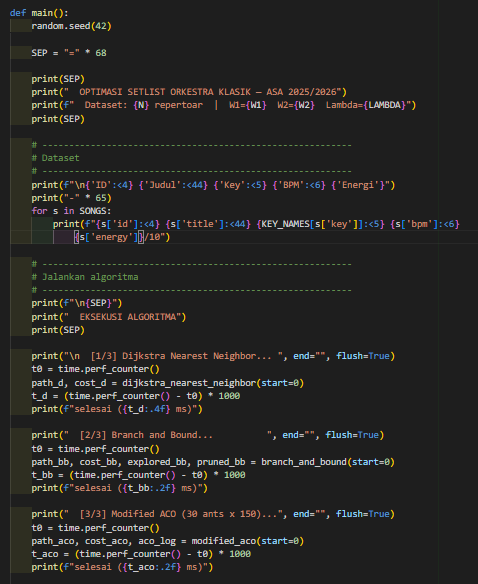 def main():
    random.seed(42)

    SEP = "=" * 68

    print(SEP)
    print("  OPTIMASI SETLIST ORKESTRA KLASIK — ASA 2025/2026")
    print(f"  Dataset: {N} repertoar  |  W1={W1}  W2={W2}  Lambda={LAMBDA}")
    print(SEP)

    # ---------------------------------------------------------
    # Dataset
    # ---------------------------------------------------------
    print(f"\n{'ID':<4} {'Judul':<44} {'Key':<5} {'BPM':<6} {'Energi'}")
    print("-" * 65)
    for s in SONGS:
        print(f"{s['id']:<4} {s['title']:<44} {KEY_NAMES[s['key']]:<5} {s['bpm']:<6}
            {s['energy']}/10")

    # ---------------------------------------------------------
    # Jalankan algoritma
    # ---------------------------------------------------------
    print(f"\n{SEP}")
    print("  EKSEKUSI ALGORITMA")
    print(SEP)

    print("\n  [1/3] Dijkstra Nearest Neighbor... ", end="", flush=True)
    t0 = time.perf_counter()
    path_d, cost_d = dijkstra_nearest_neighbor(start=0)
    t_d = (time.perf_counter() - t0) * 1000
    print(f"selesai ({t_d:.4f} ms)")

    print("  [2/3] Branch and Bound...          ", end="", flush=True)
    t0 = time.perf_counter()
    path_bb, cost_bb, explored_bb, pruned_bb = branch_and_bound(start=0)
    t_bb = (time.perf_counter() - t0) * 1000
    print(f"selesai ({t_bb:.2f} ms)")

    print("  [3/3] Modified ACO (30 ants x 150)...", end="", flush=True)
    t0 = time.perf_counter()
    path_aco, cost_aco, aco_log = modified_aco(start=0)
    t_aco = (time.perf_counter() - t0) * 1000
    print(f"selesai ({t_aco:.2f} ms)")